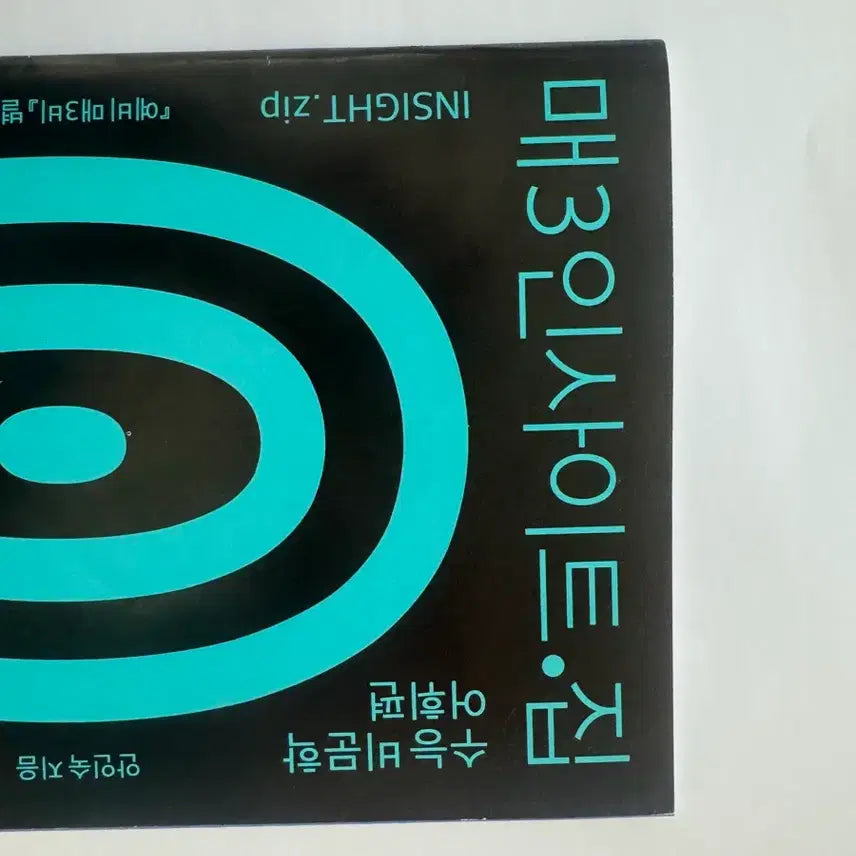 매3인사이트.집
수능 비문학
어휘편
INSIGHT.zip
『예비 매3비』 별
안인숙 지음